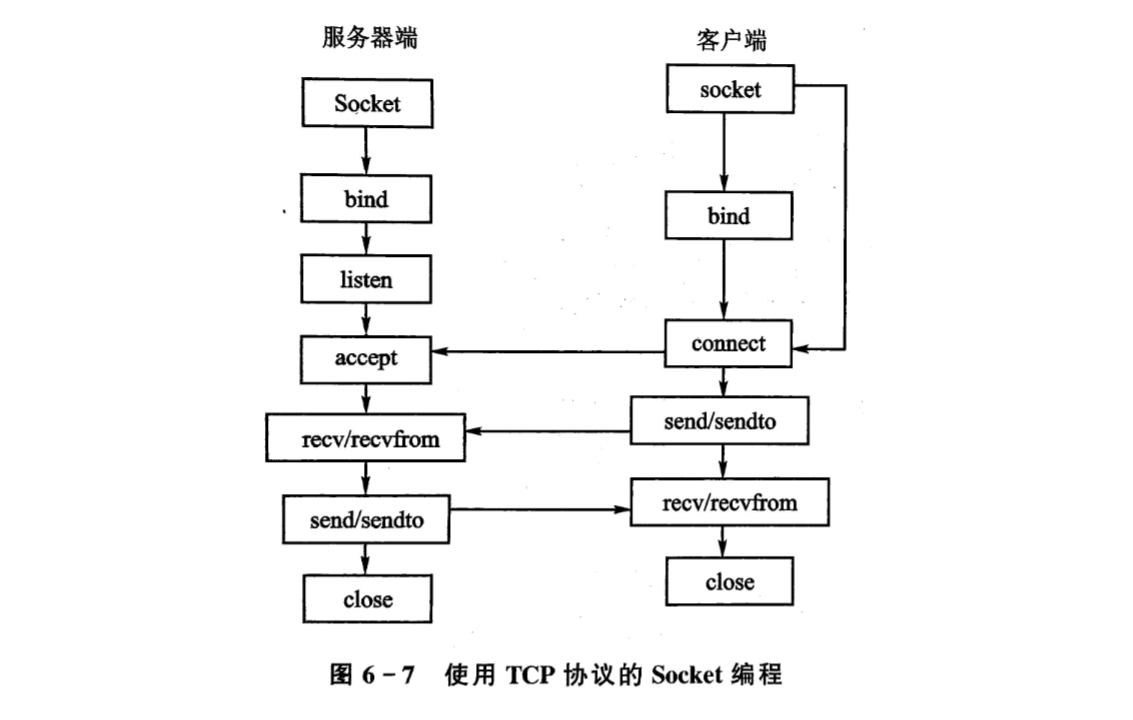 服务器端
客户端
Socket
socket
bind
bind
listen
accept
connect
recv/recvfrom
send/sendto
send/sendto
recv/recvfrom
close
close
图 6-7 使用 TCP 协议的 Socket 编程